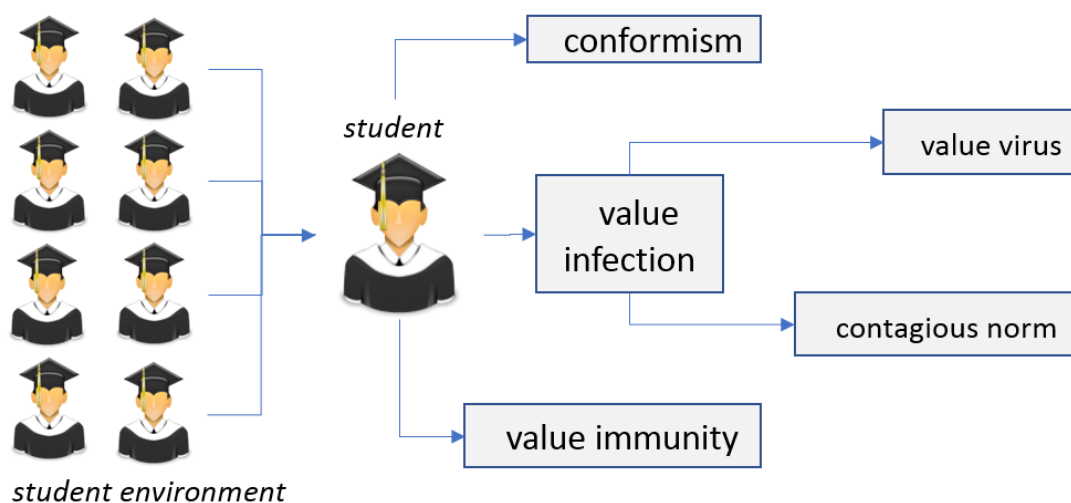 conformism
student
value virus
value
infection
contagious norm
value immunity
student environment